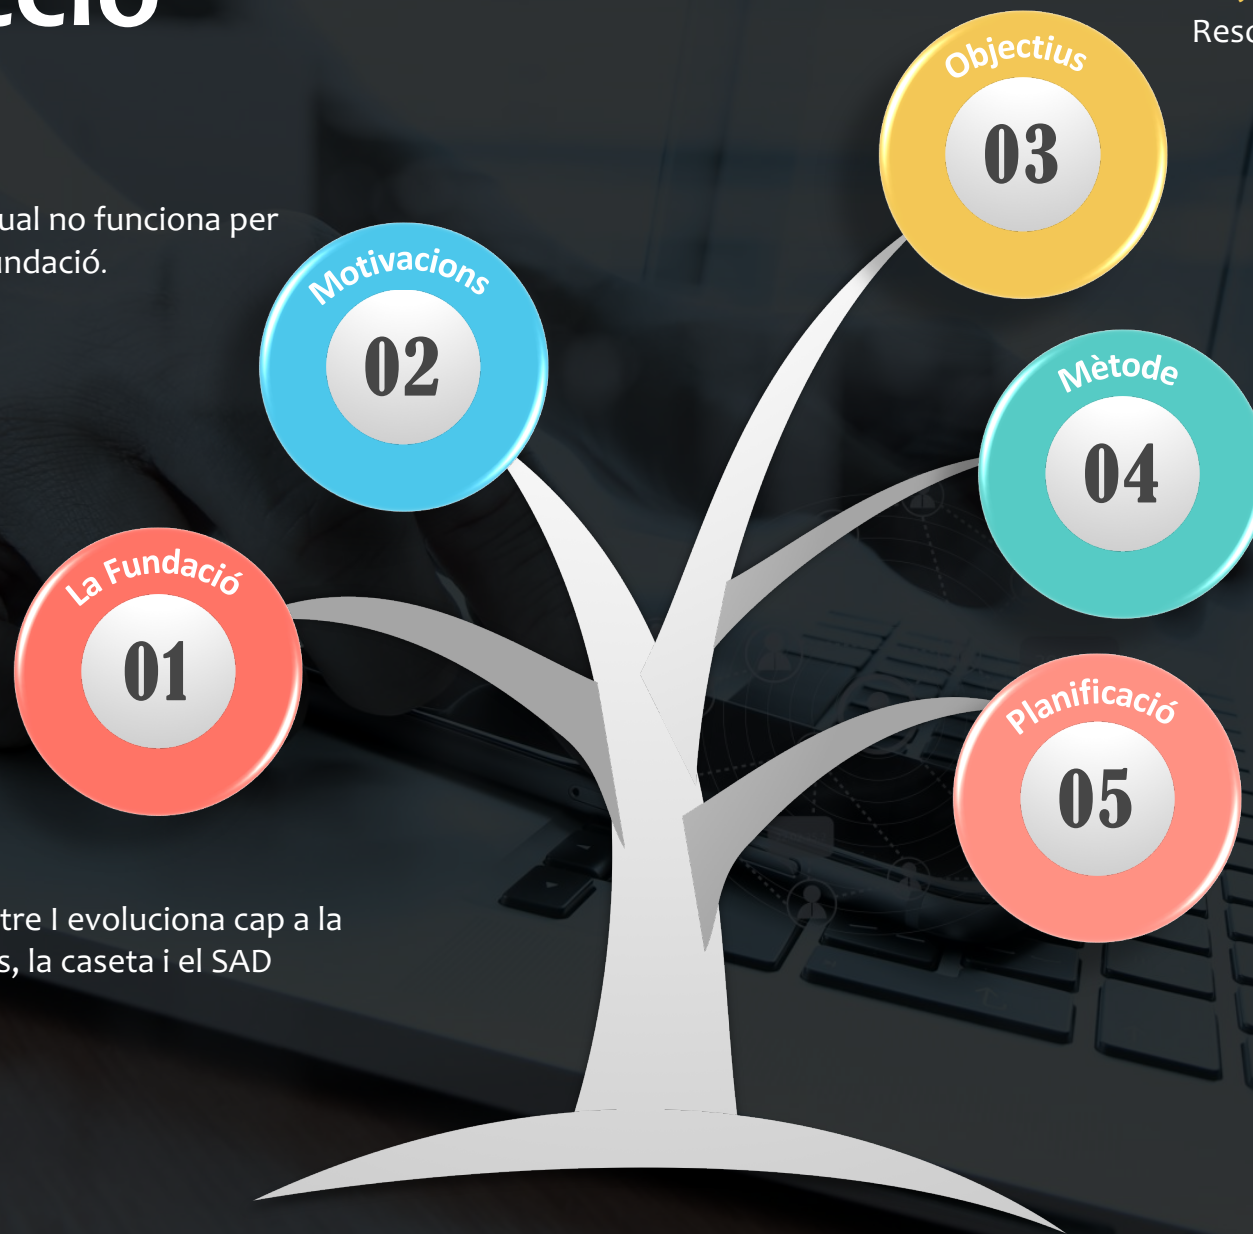 Objectius
03
ual no funciona per
undació.
Motivacions
02
Mètode
04
La Fundació
01
Planificació
05
tre I evoluciona cap a la
s, la caseta i el SAD